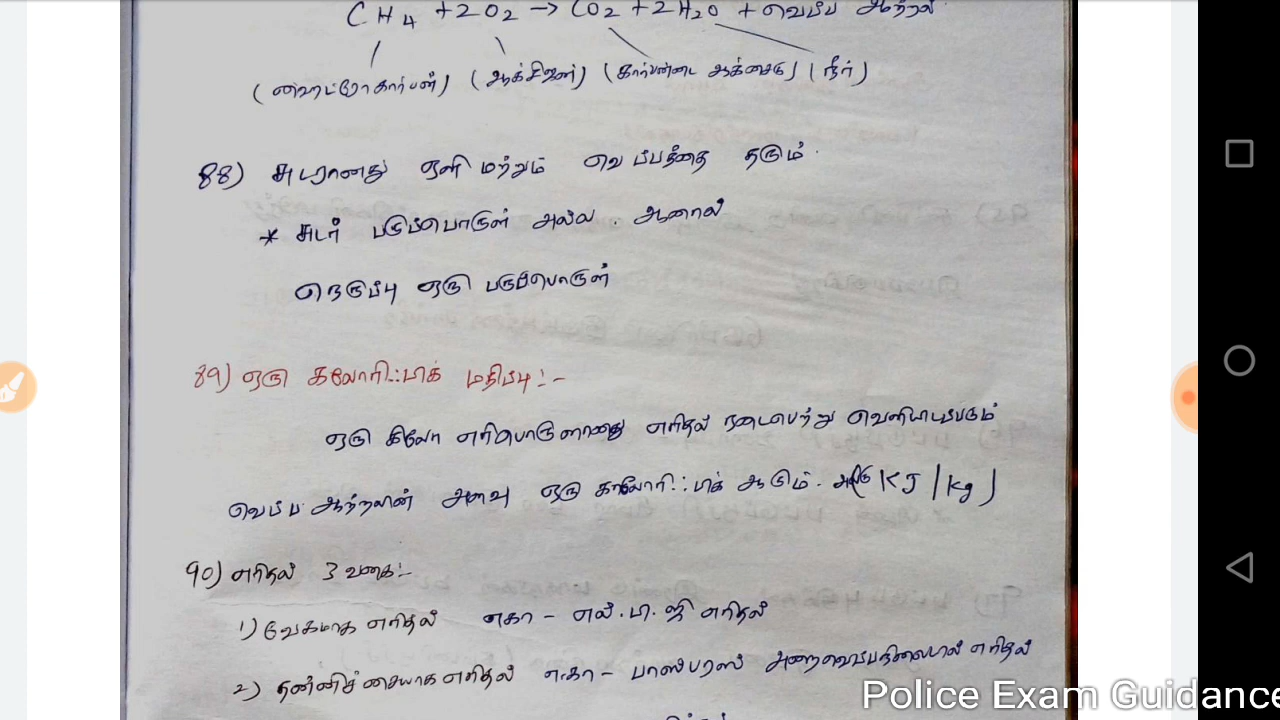 CH4 + 2O2 → CO2 + 2H2O + வெப்ப ஆற்றல்
(ஹைட்ரோகார்பன்) (ஆக்சிஜன்) (கார்பன்டை ஆக்சைடு) (நீர்)
88) சுடரானது ஒளி மற்றும் வெப்பத்தை தரும்.
* சுடர் பருப்பொருள் அல்ல. ஆனால்
நெருப்பு ஒரு பருப்பொருள்
89) ஒரு கலோரிஃபிக் மதிப்பு:-
ஒரு கிலோ எரிபொருளானது எரிதல் நடைபெற்று வெளியிடப்படும்
வெப்ப ஆற்றலின் அளவு ஒரு காலோரிஃபிக் ஆகும். அலகு KJ/kg)
90) எரிதல் 3 வகை:-
1) வேகமாக எரிதல் எகா - எல்.பி.ஜி எரிதல்
2) தன்னிச்சையாக எரிதல் எ.கா - பாஸ்பரஸ் அறைவெப்பநிலையில் எரிதல்
Police Exam Guidance